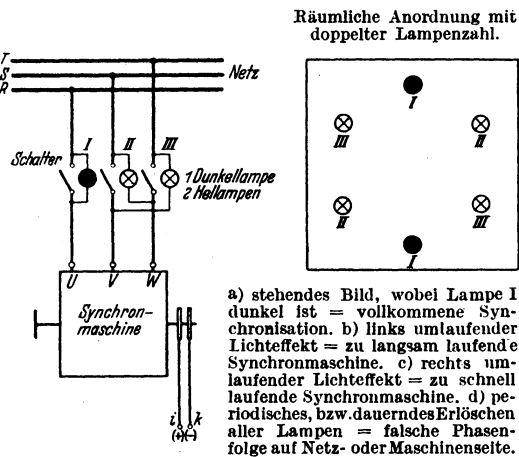 Räumliche Anordnung mit
doppelter Lampenzahl.
T
S
R
Netz
I
II
III
Schalter
1 Dunkellampe
2 Hellampen
U
V
W
Synchron-
maschine
i
k
(+)
(-)
I
III
II
II
III
I
a) stehendes Bild, wobei Lampe I
dunkel ist = vollkommene Syn-
chronisation. b) links umlaufender
Lichteffekt = zu langsam laufende
Synchronmaschine. c) rechts um-
laufender Lichteffekt = zu schnell
laufende Synchronmaschine. d) pe-
riodisches, bzw. dauerndes Erlöschen
aller Lampen = falsche Phasen-
folge auf Netz- oder Maschinenseite.